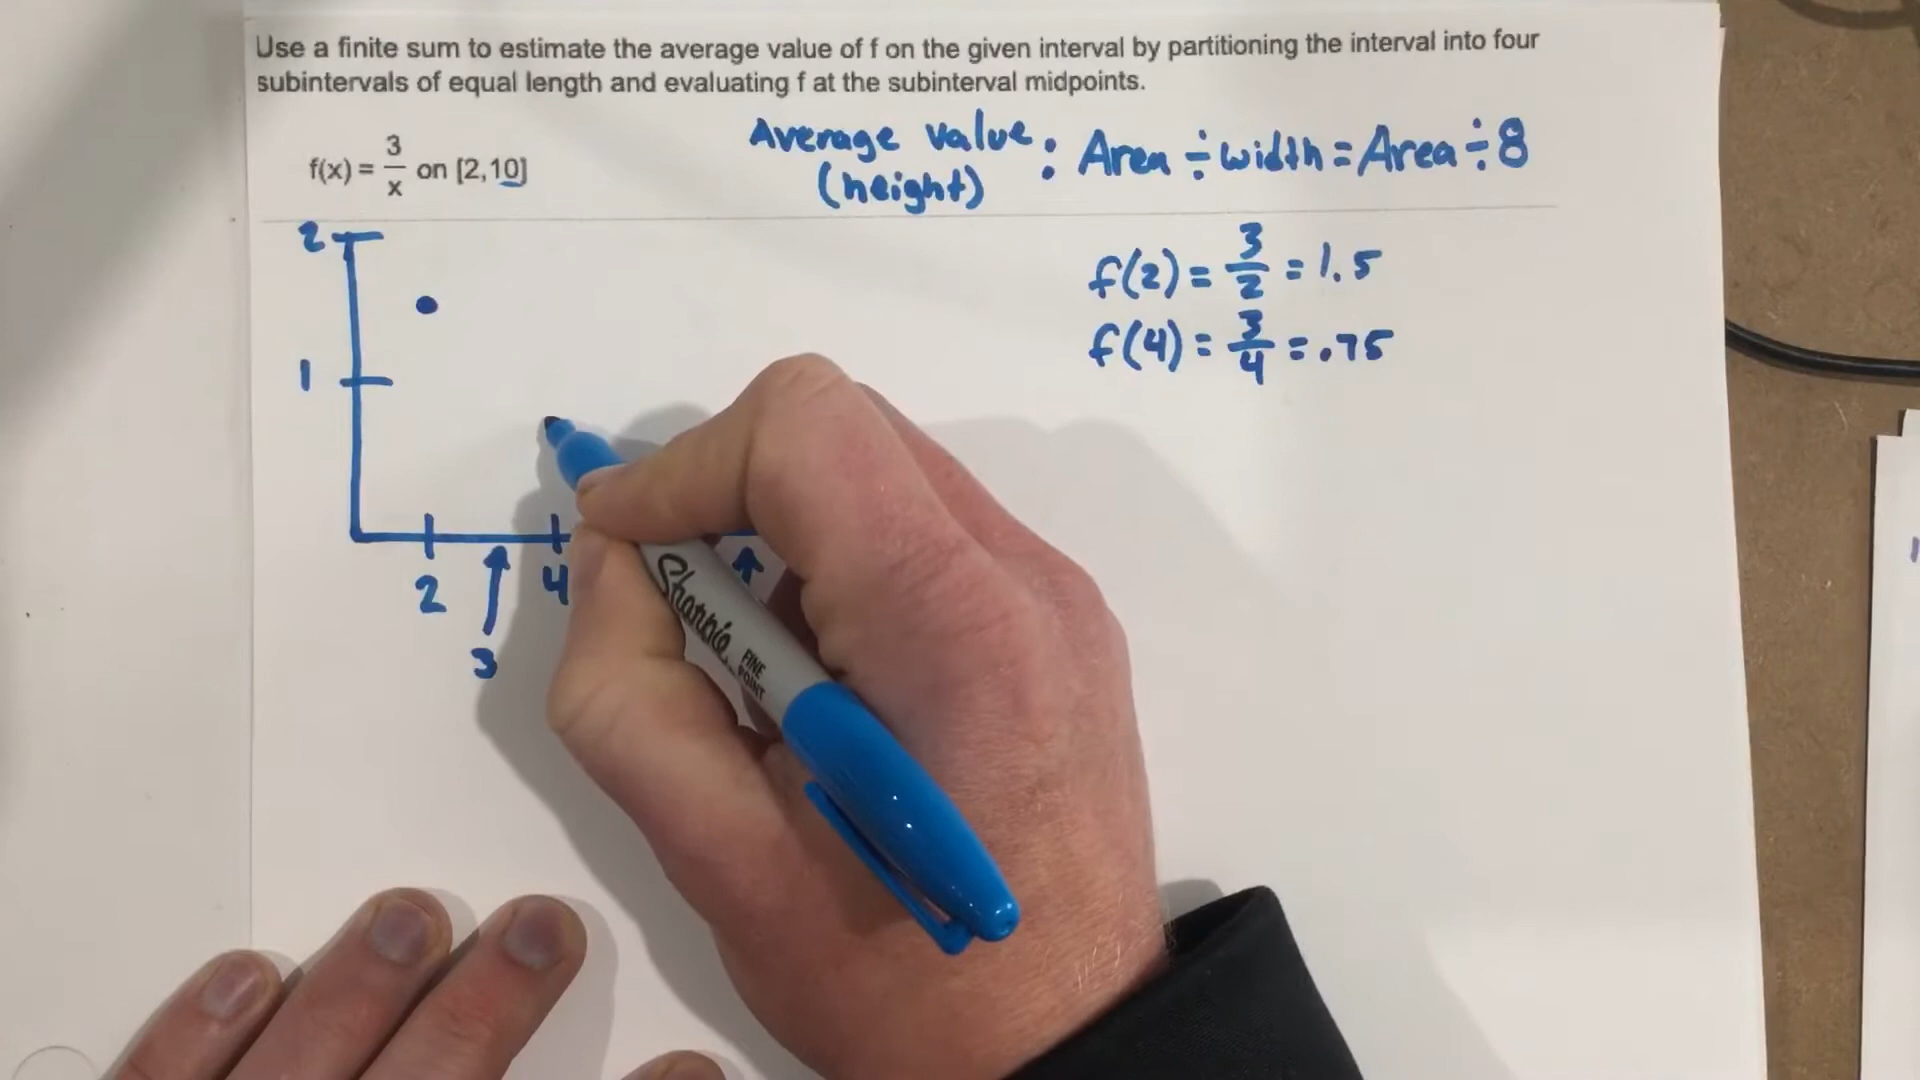 Use a finite sum to estimate the average value of f on the given interval by partitioning the interval into four
subintervals of equal length and evaluating f at the subinterval midpoints.
f(x) = 3/x on [2,10]
Average value (height) : Area ÷ width = Area ÷ 8
f(2) = 3/2 = 1.5
f(4) = 3/4 = .75
2
1
2 4
3
Sharpie
FINE
POINT